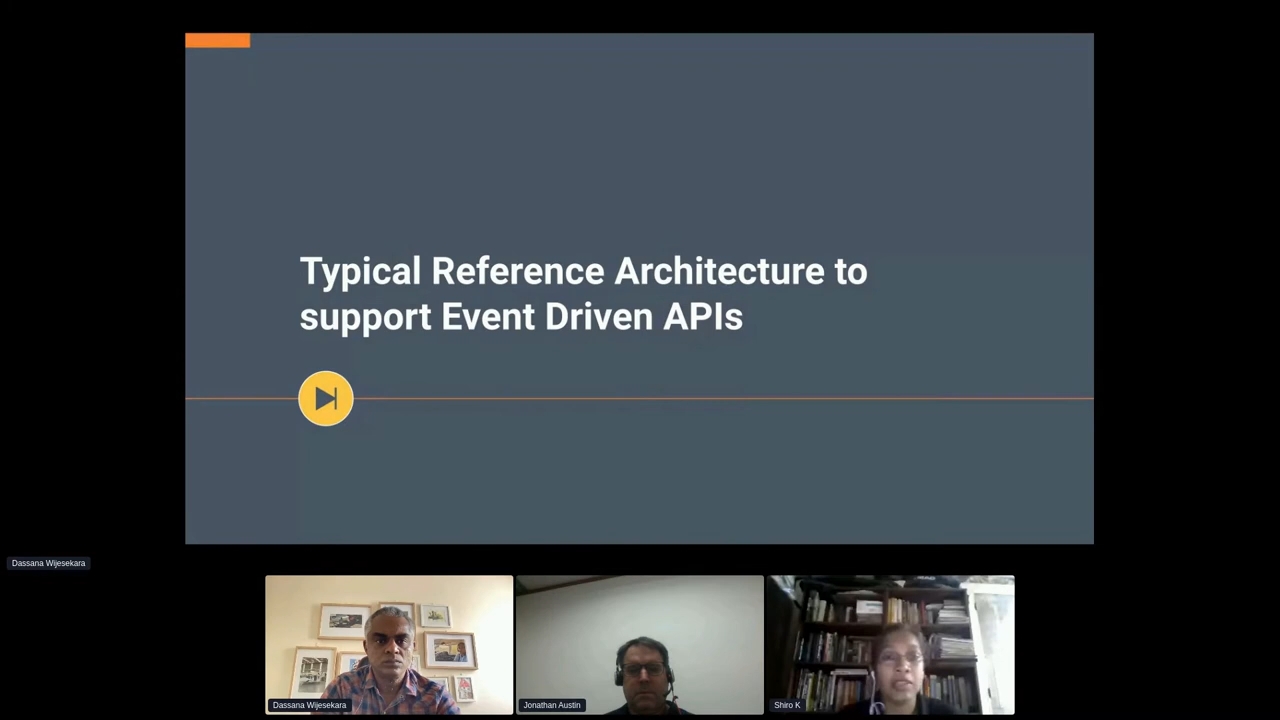 Typical Reference Architecture to
support Event Driven APIs
Dassana Wijesekara
Dassana Wijesekara
Jonathan Austin
Shiro K